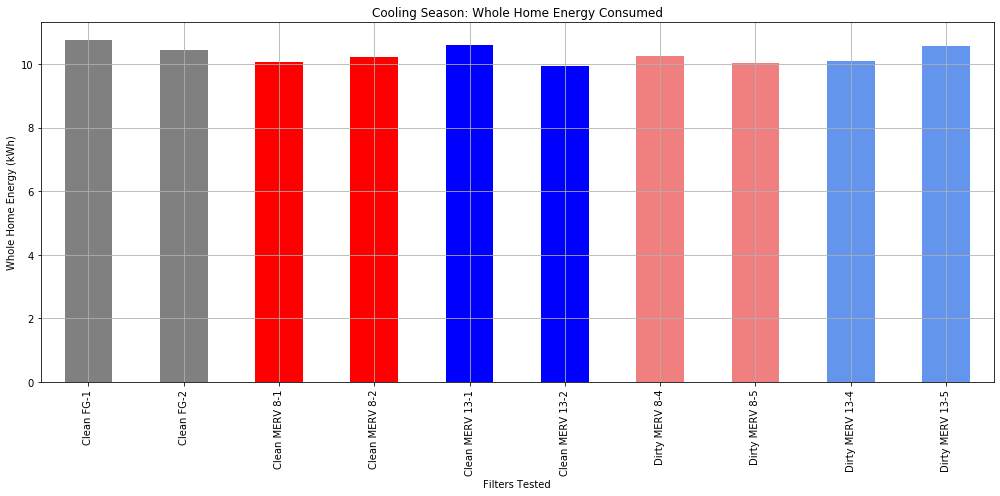 Cooling Season: Whole Home Energy Consumed
Whole Home Energy (kWh)
10
8
6
4
2
0
Clean FG-1
Clean FG-2
Clean MERV 8-1
Clean MERV 8-2
Clean MERV 13-1
Clean MERV 13-2
Dirty MERV 8-4
Dirty MERV 8-5
Dirty MERV 13-4
Dirty MERV 13-5
Filters Tested